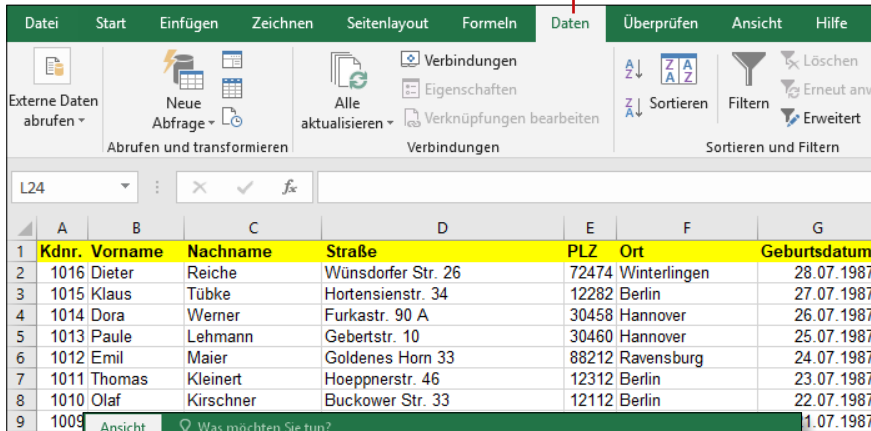 Datei Start Einfügen Zeichnen Seitenlayout Formeln Daten Überprüfen Ansicht Hilfe
Externe Daten abrufen
Neue Abfrage
Abrufen und transformieren
Alle aktualisieren
Verbindungen
Eigenschaften
Verknüpfungen bearbeiten
Verbindungen
Sortieren
Filtern
Löschen
Erneut
Erweitert
Sortieren und Filtern
L24 fx
A B C D E F G
1 Kdnr. Vorname Nachname Straße PLZ Ort Geburtsdatum
2 1016 Dieter Reiche Wünsdorfer Str. 26 72474 Winterlingen 28.07.1987
3 1015 Klaus Tübke Hortensienstr. 34 12282 Berlin 27.07.1987
4 1014 Dora Werner Furkastr. 90 A 30458 Hannover 26.07.1987
5 1013 Paule Lehmann Gebertstr. 10 30460 Hannover 25.07.1987
6 1012 Emil Maier Goldenes Horn 33 88212 Ravensburg 24.07.1987
7 1011 Thomas Kleinert Hoeppnerstr. 46 12312 Berlin 23.07.1987
8 1010 Olaf Kirschner Buckower Str. 33 12112 Berlin 22.07.1987
9 1009 1.07.1987
Ansicht Was möchten Sie tun?